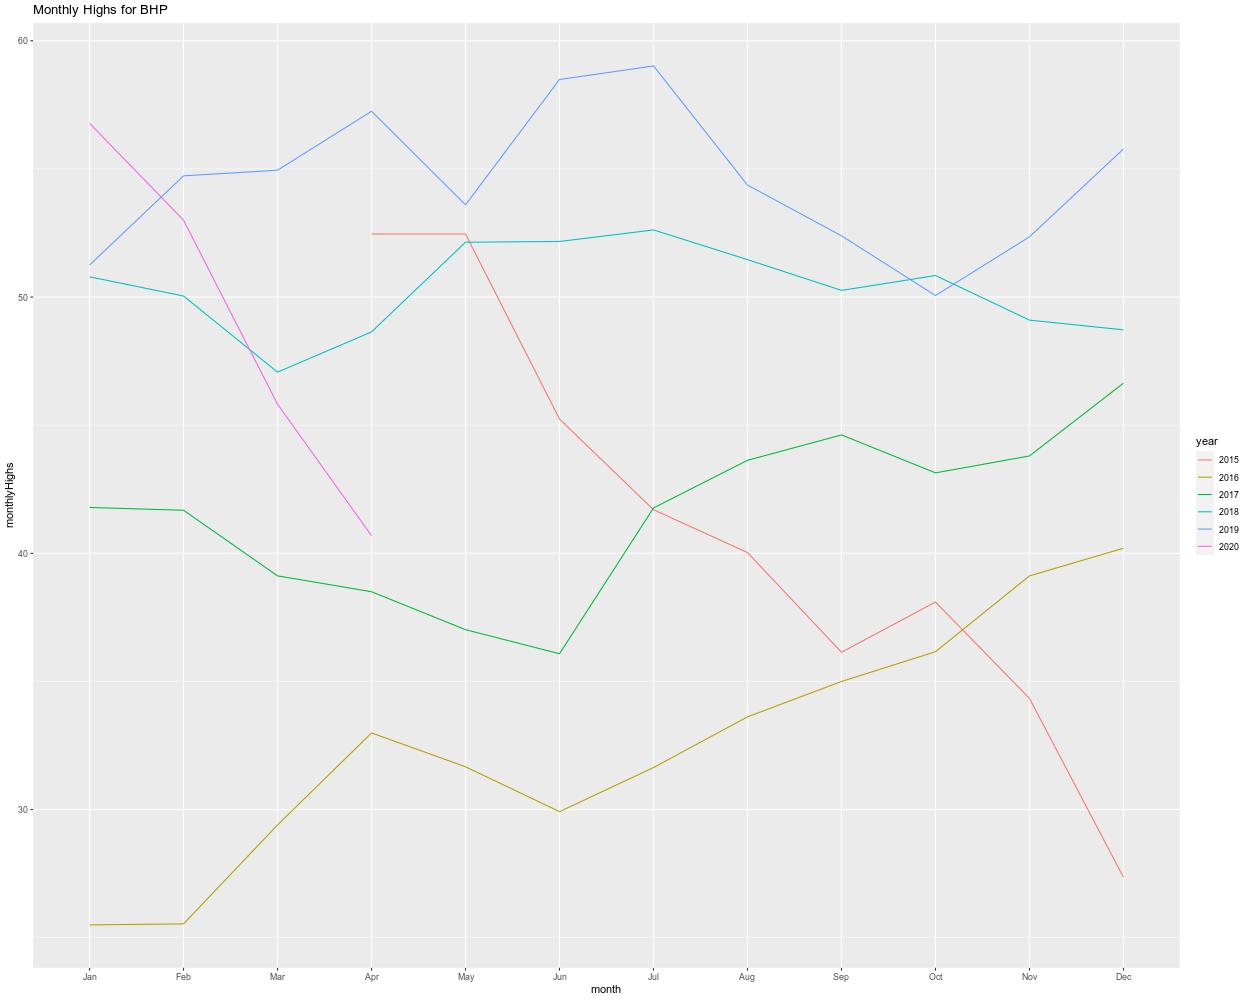 Monthly Highs for BHP
60
50
40
30
monthlyHighs
Jan Feb Mar Apr May Jun Jul Aug Sep Oct Nov Dec
month
year
2015
2016
2017
2018
2019
2020